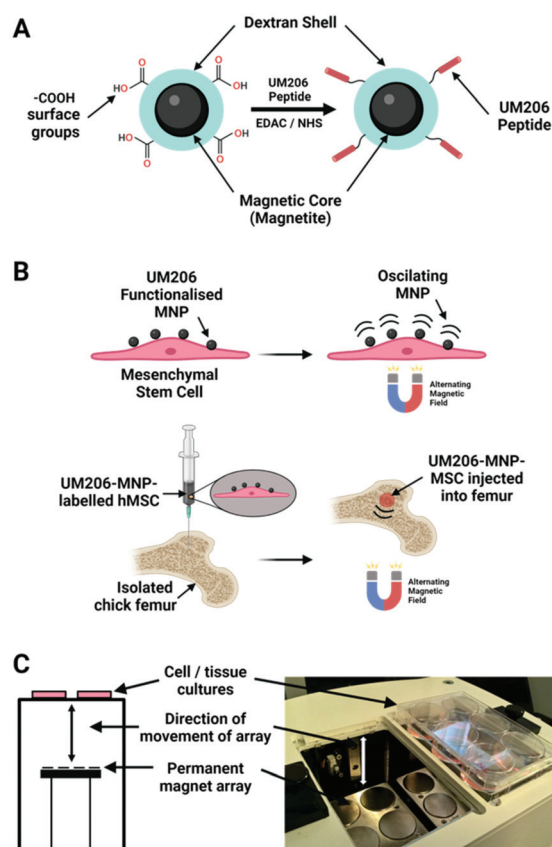 A
Dextran Shell
O
HO
O
OH
-COOH
surface
groups
UM206
Peptide
EDAC / NHS
UM206
Peptide
HO
O
O
OH
Magnetic Core
(Magnetite)
B
UM206
Functionalised
MNP
Oscilating
MNP
Mesenchymal
Stem Cell
Alternating
Magnetic
Field
UM206-MNP-
labelled hMSC
UM206-MNP-
MSC injected
into femur
Isolated
chick femur
Alternating
Magnetic
Field
C
Cell / tissue
cultures
Direction of
movement of array
Permanent
magnet array